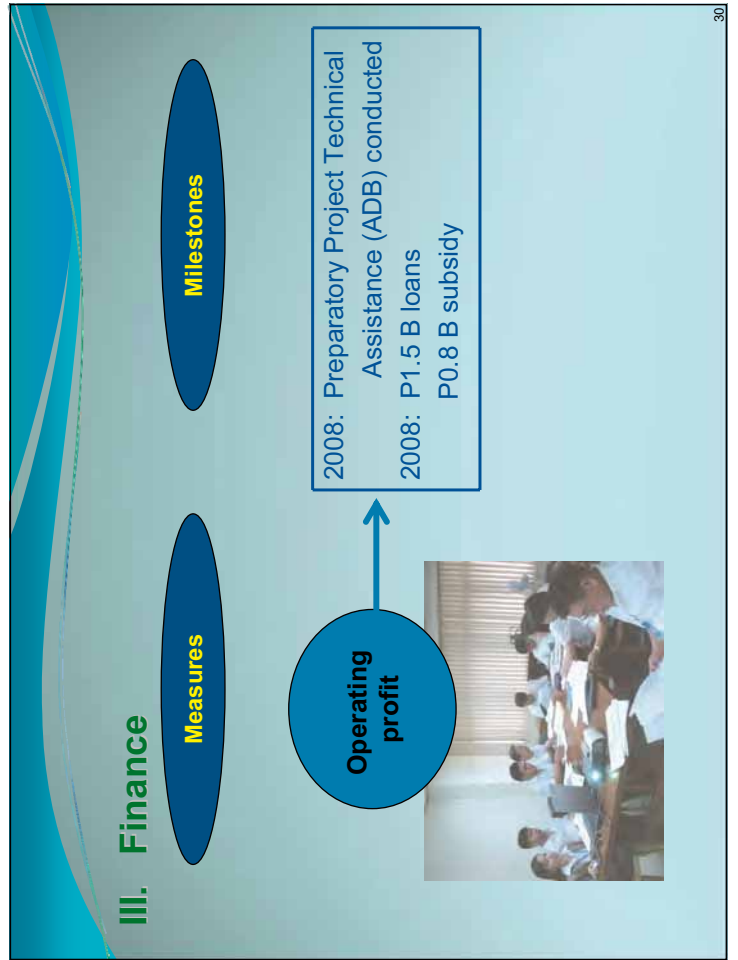 III. Finance
Measures
Milestones
Operating
profit
2008: Preparatory Project Technical
Assistance (ADB) conducted
2008: P1.5 B loans
P0.8 B subsidy
30